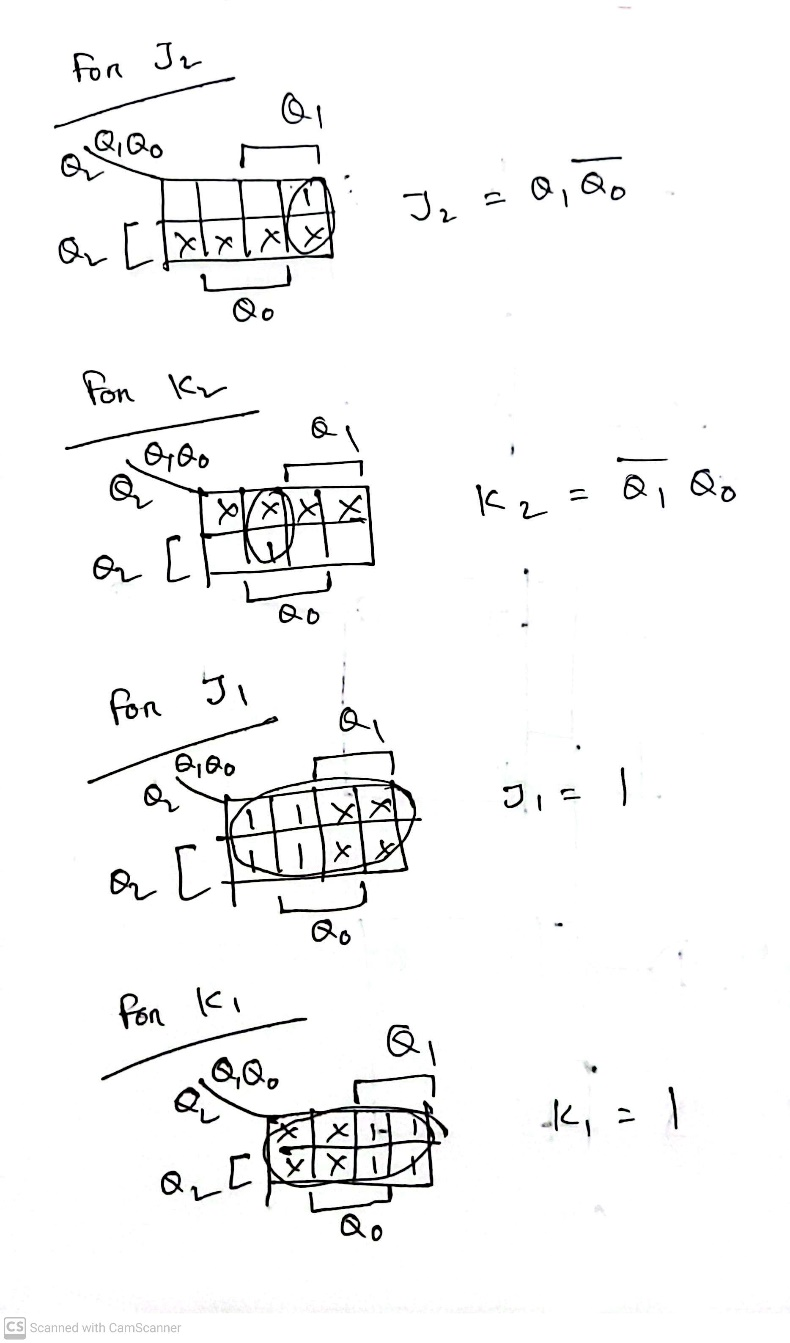 For J2
Q1
Q1Q0
Q2
1
Q2 [ X X X X
Q0
J2 = Q1 Q̅0
For K2
Q1
Q1Q0
Q2
X X X X
Q2 [ 1
Q0
K2 = Q̅1 Q0
For J1
Q1
Q1Q0
Q2
1 1 X X
Q2 [ 1 1 X X
Q0
J1 = 1
For K1
Q1
Q1Q0
Q2
X X 1 1
Q2 [ X X 1 1
Q0
K1 = 1
CS Scanned with CamScanner